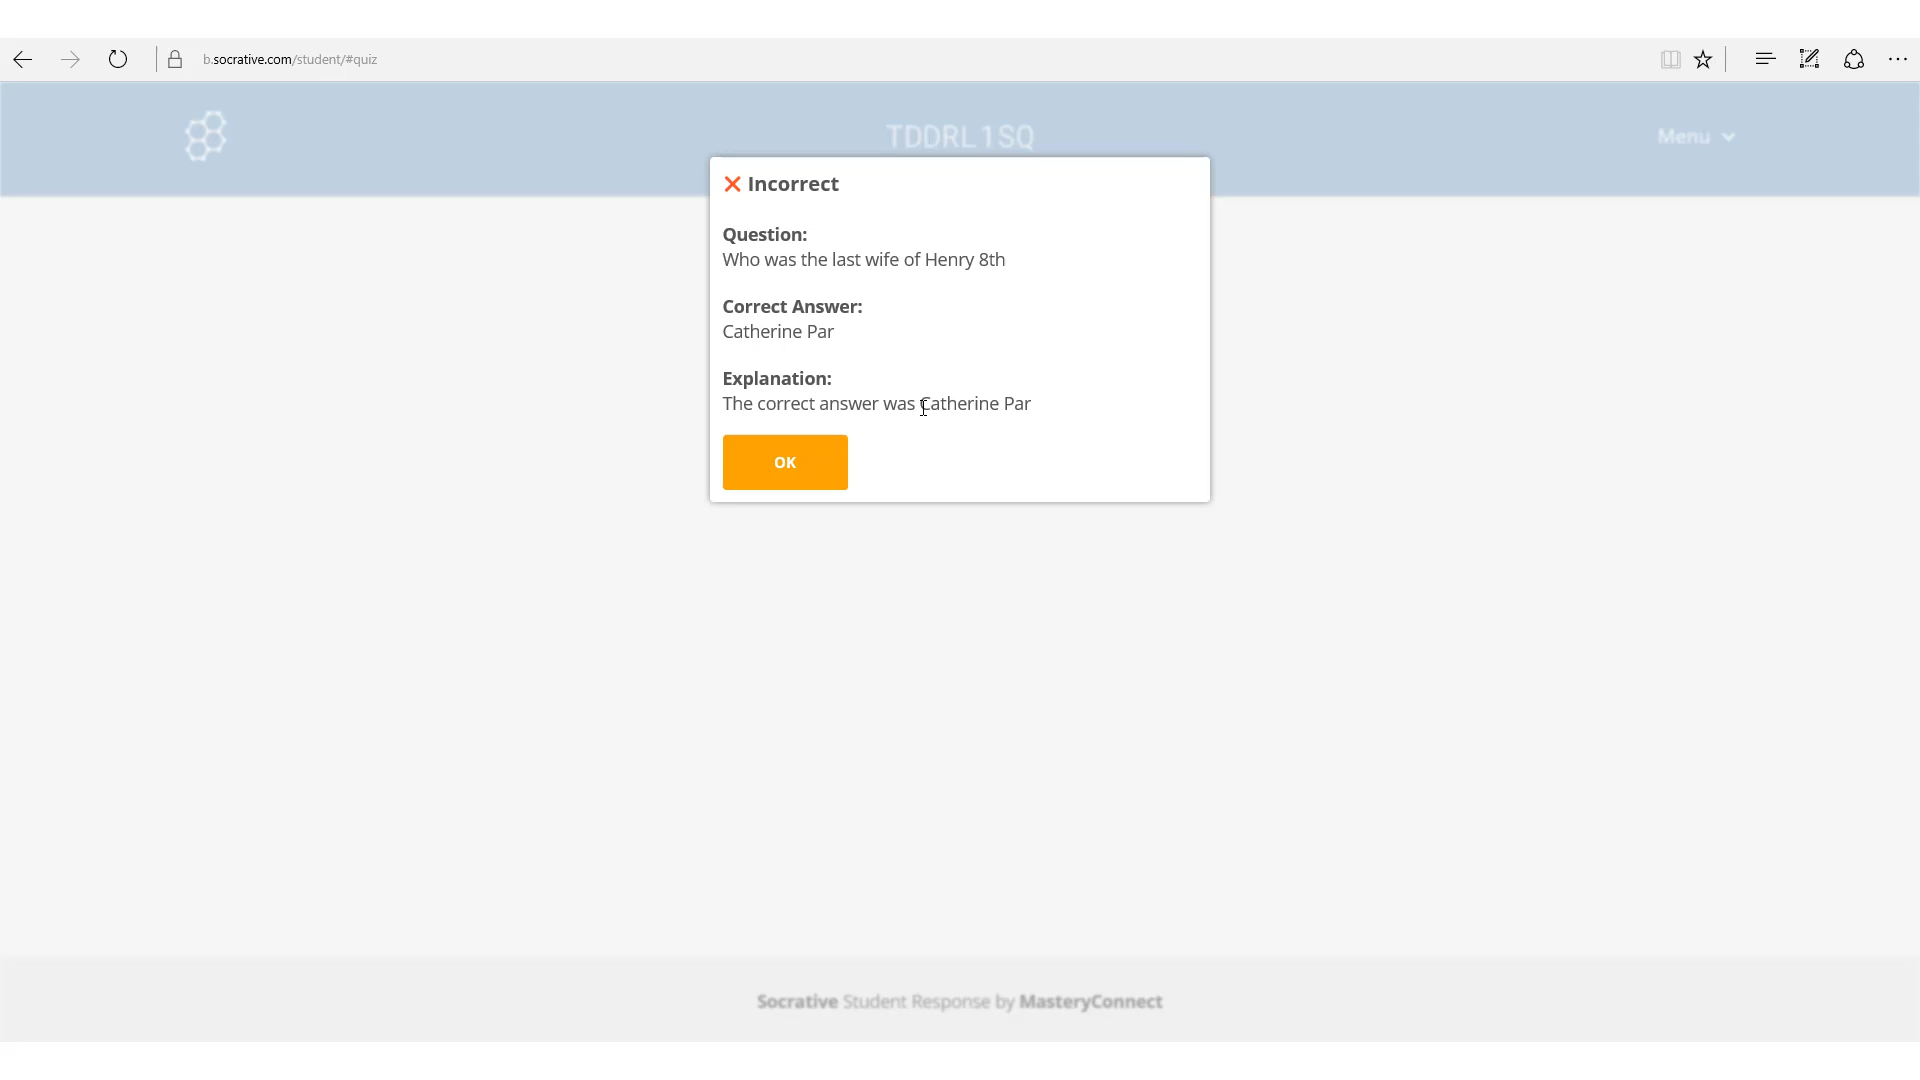 b.socrative.com/student/#quiz
TDDRL1SQ
Menu
Incorrect
Question:
Who was the last wife of Henry 8th
Correct Answer:
Catherine Par
Explanation:
The correct answer was Catherine Par
OK
Socrative Student Response by MasteryConnect